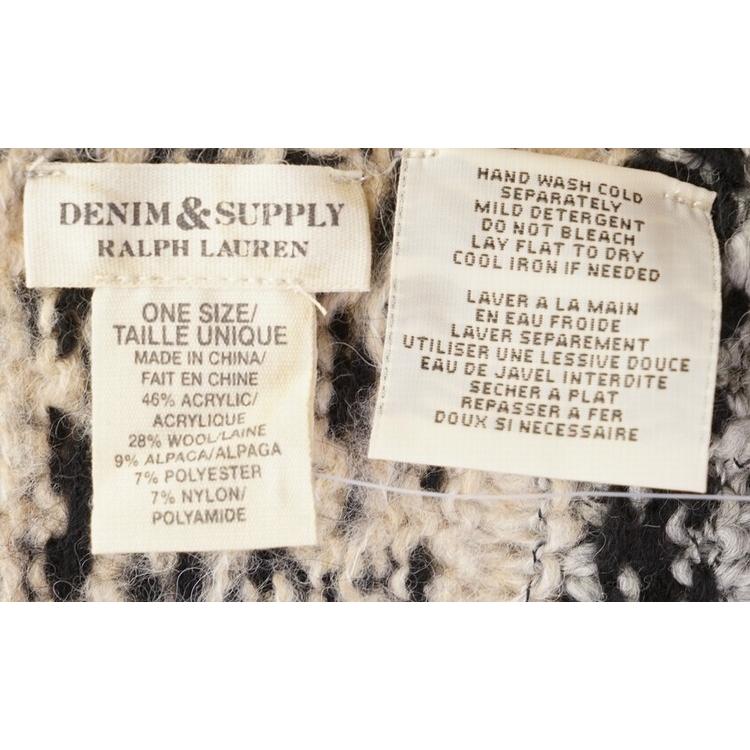 DENIM & SUPPLY
RALPH LAUREN
ONE SIZE/
TAILLE UNIQUE
MADE IN CHINA/
FAIT EN CHINE
46% ACRYLIC/
ACRYLIQUE
28% WOOL/LAINE
9% ALPACA/ALPAGA
7% POLYESTER
7% NYLON/
POLYAMIDE
HAND WASH COLD
SEPARATELY
MILD DETERGENT
DO NOT BLEACH
LAY FLAT TO DRY
COOL IRON IF NEEDED
LAVER A LA MAIN
EN EAU FROIDE
LAVER SEPAREMENT
UTILISER UNE LESSIVE DOUCE
EAU DE JAVEL INTERDITE
SECHER A PLAT
REPASSER A FER
DOUX SI NECESSAIRE